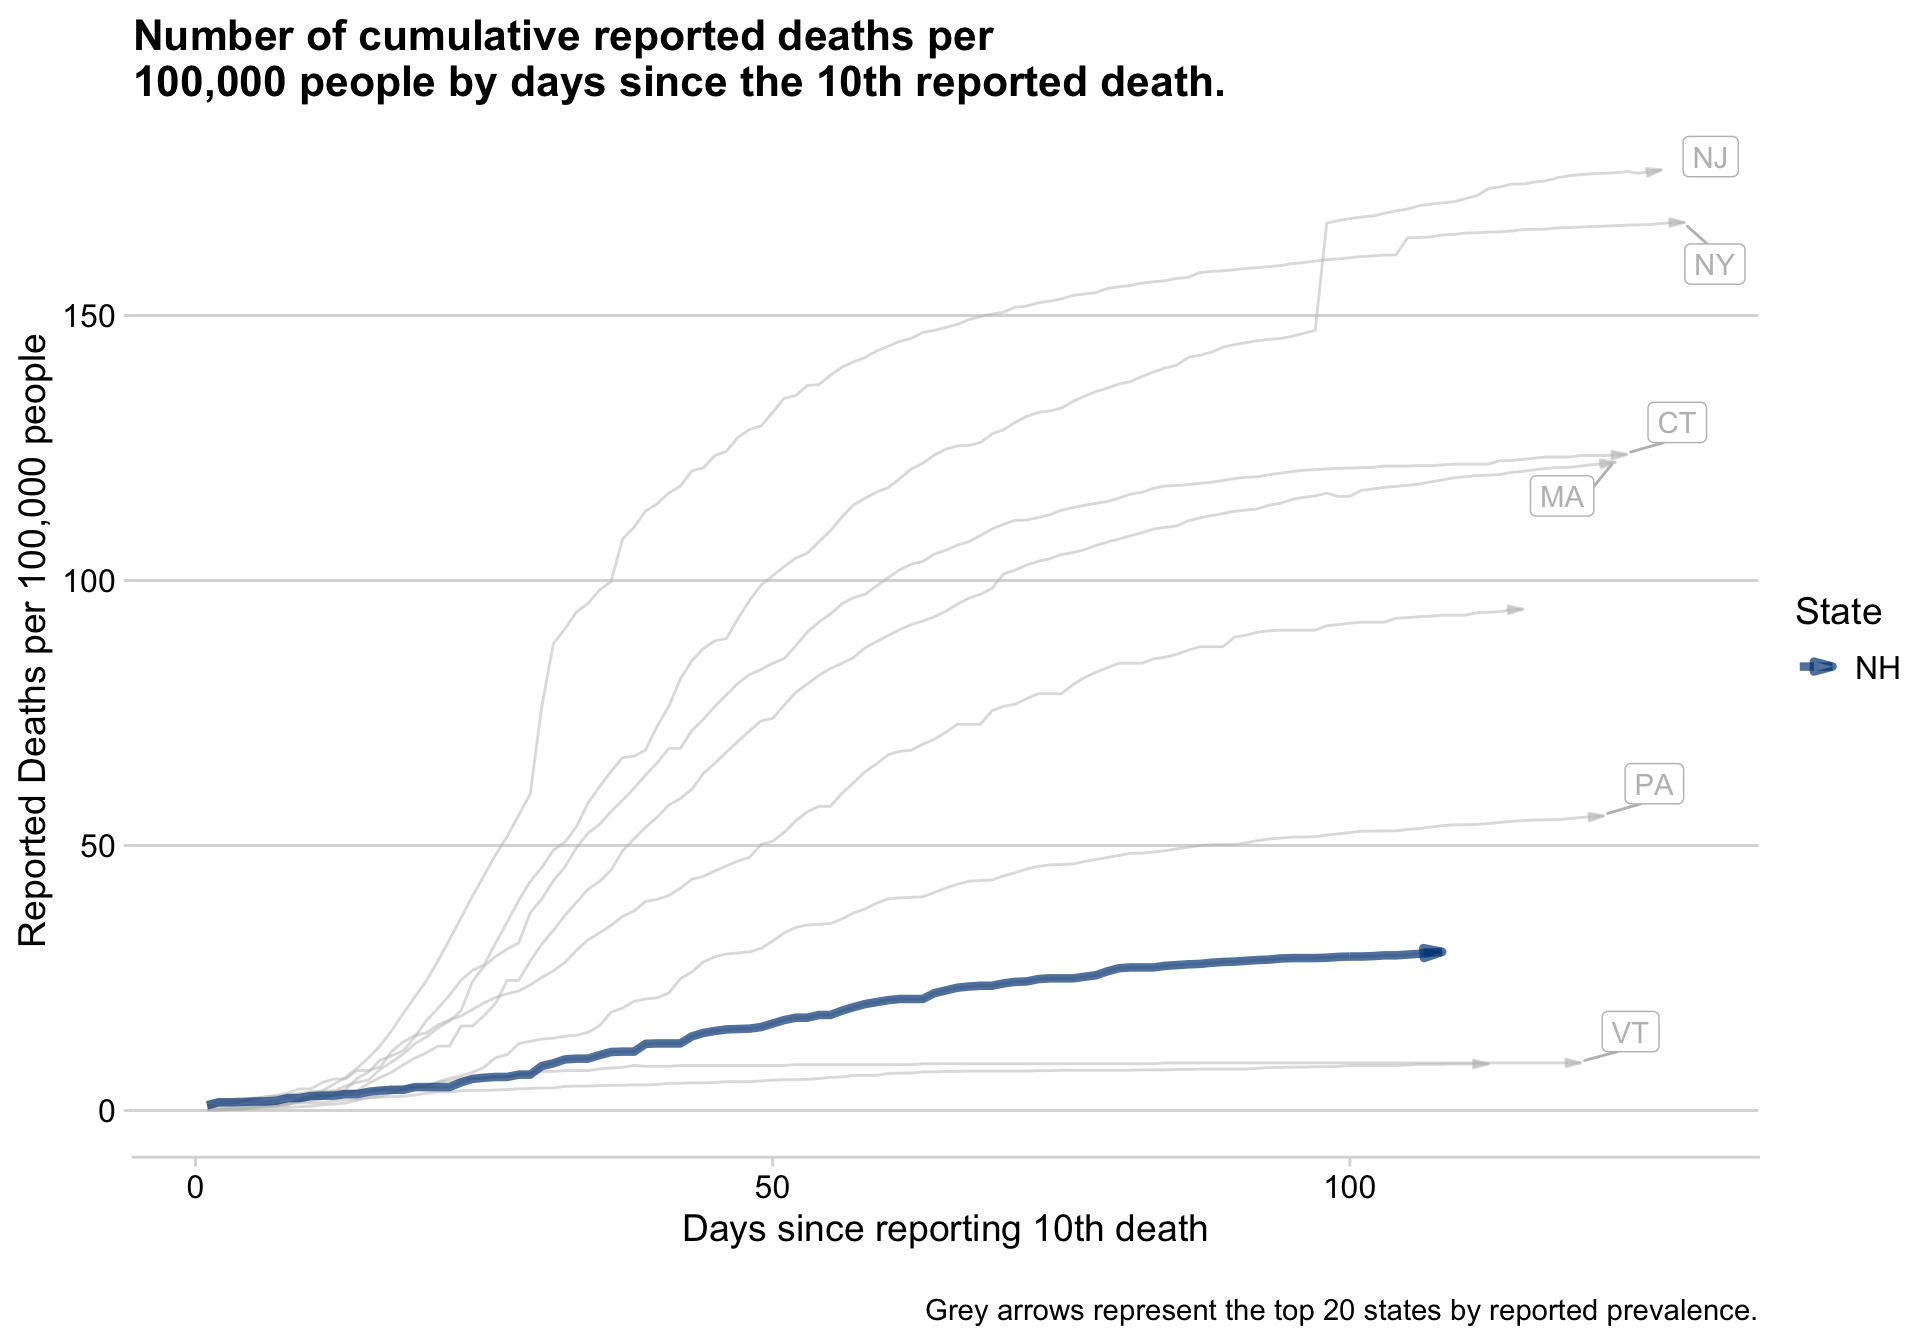 Number of cumulative reported deaths per
100,000 people by days since the 10th reported death.
NJ
NY
150
CT
MA
100
State
NH
PA
50
VT
0
Reported Deaths per 100,000 people
0 50 100
Days since reporting 10th death
Grey arrows represent the top 20 states by reported prevalence.